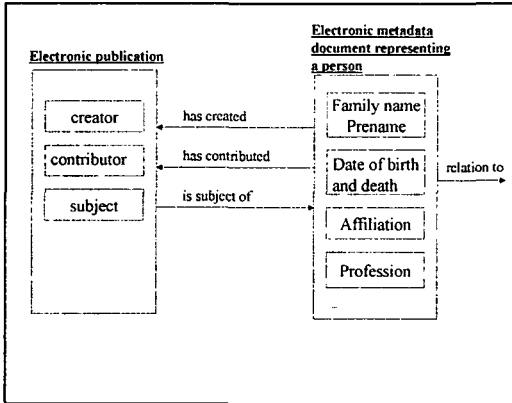 Electronic publication
creator
contributor
subject
has created
has contributed
is subject of
Electronic metadata
document representing
a person
Family name
Prename
Date of birth
and death
Affiliation
Profession
relation to